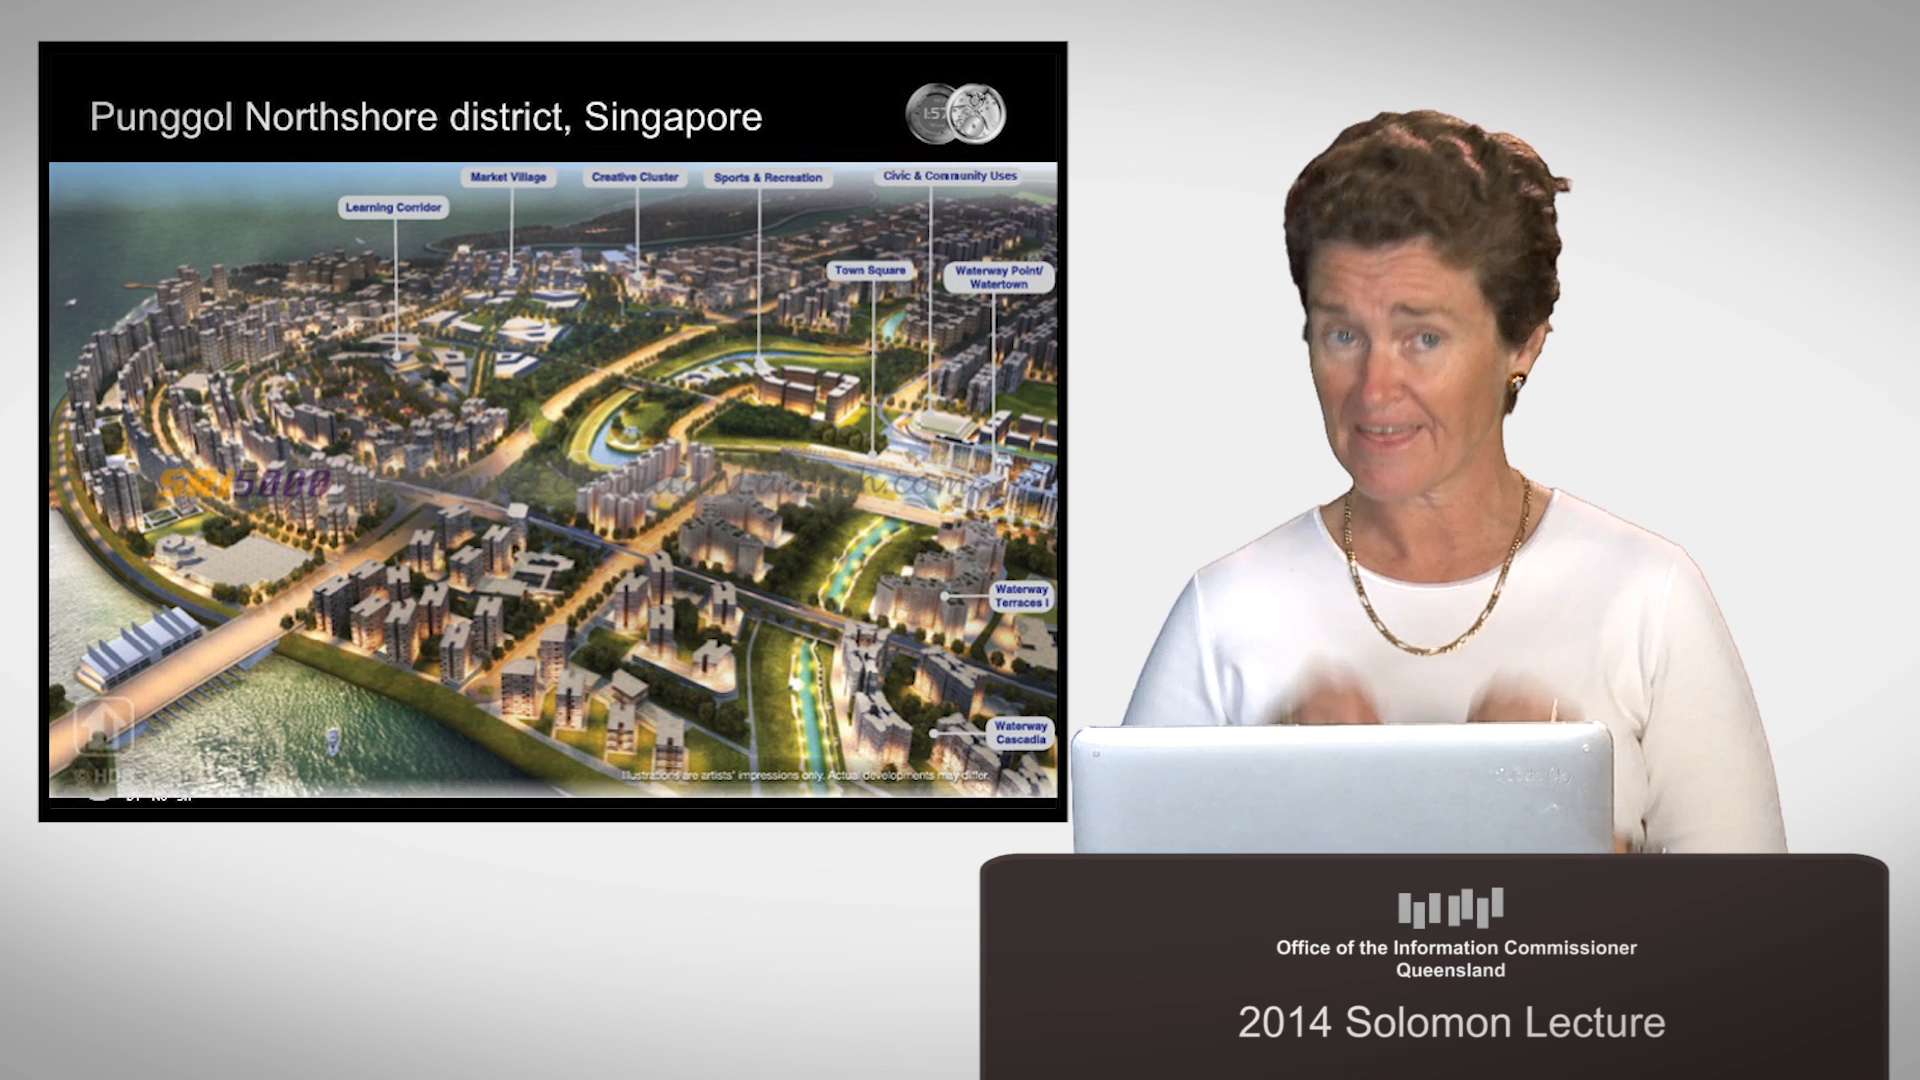 Punggol Northshore district, Singapore
Market Village
Creative Cluster
Sports & Recreation
Civic & Community Uses
Learning Corridor
Town Square
Waterway Point/
Watertown
SRI5000
Waterway
Terraces I
Waterway
Cascadia
Illustrations are artists' impressions only. Actual developments may differ.
Office of the Information Commissioner
Queensland
2014 Solomon Lecture